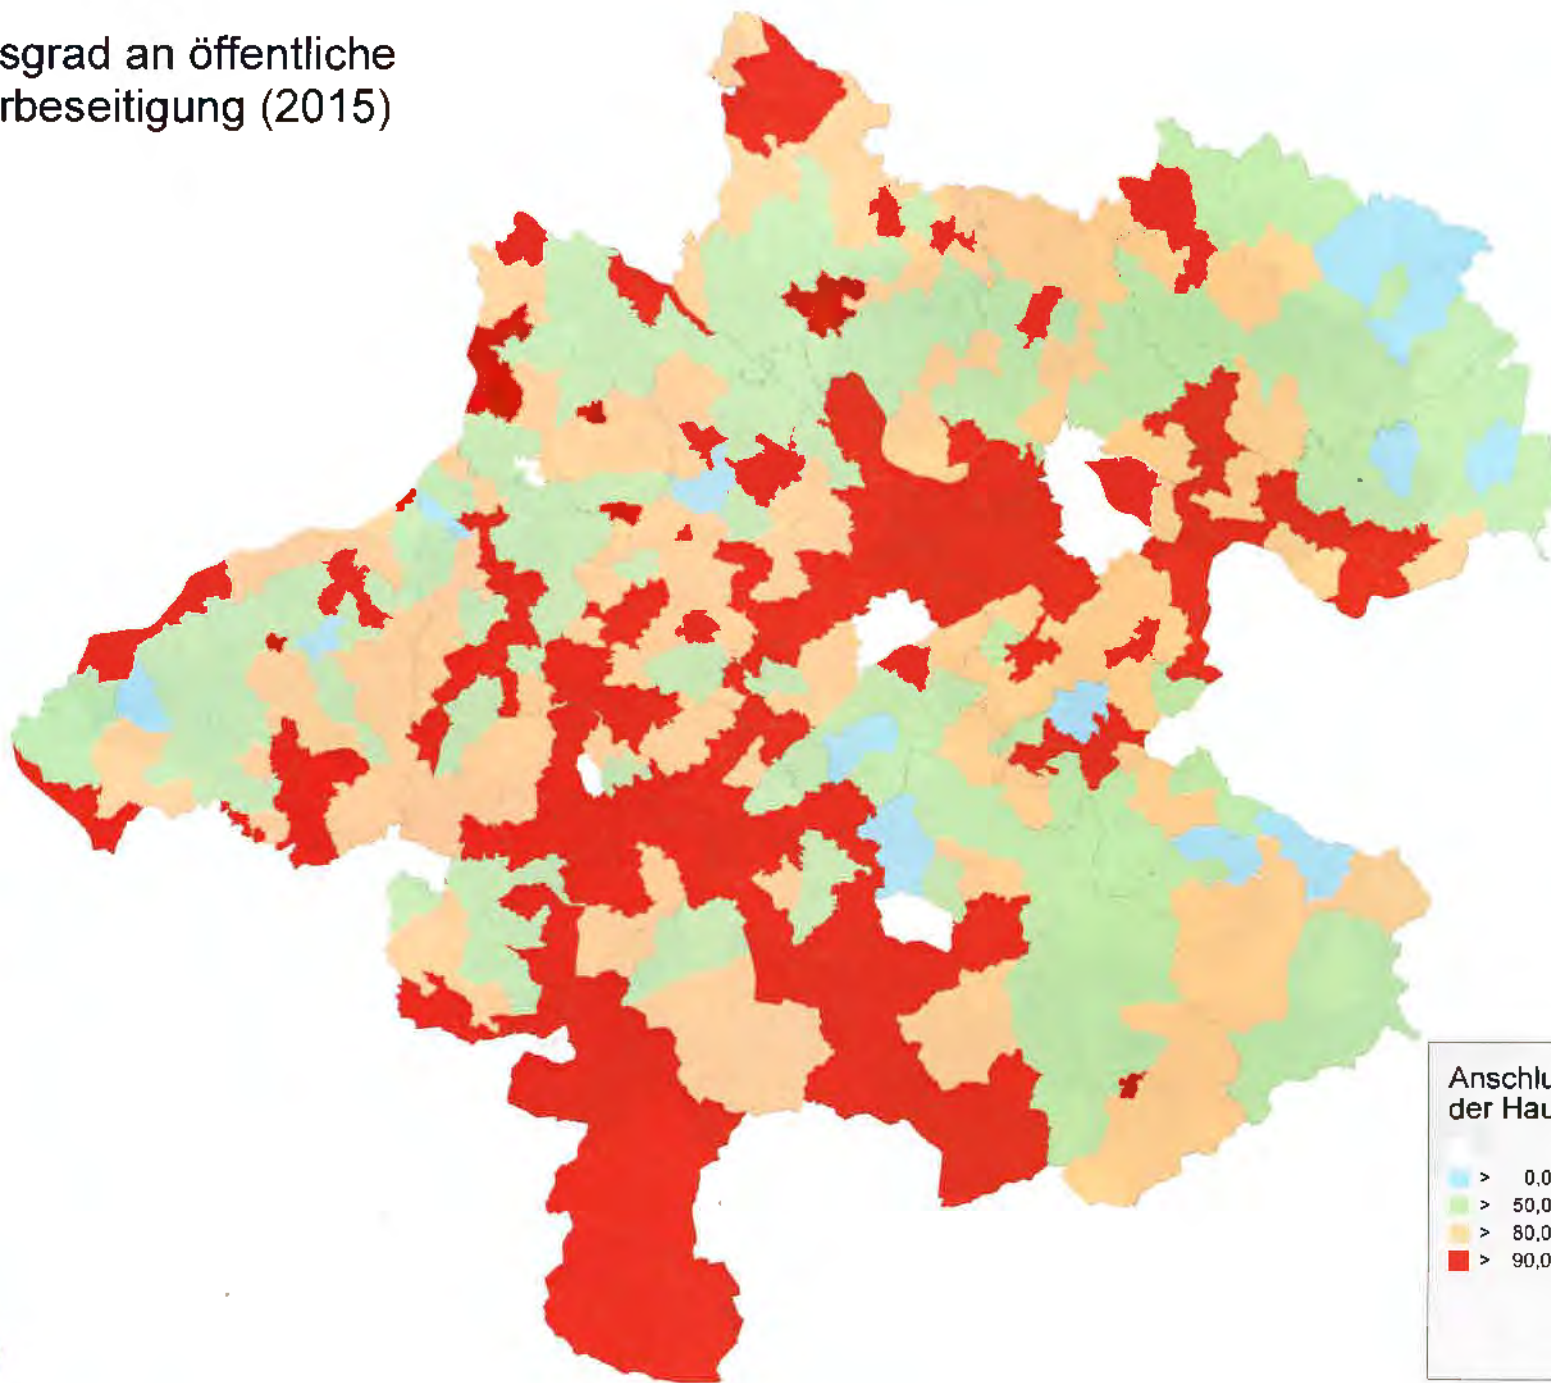 sgrad an öffentliche
rbeseitigung (2015)
Anschlu
der Hau
> 0,0
> 50,0
> 80,0
> 90,0